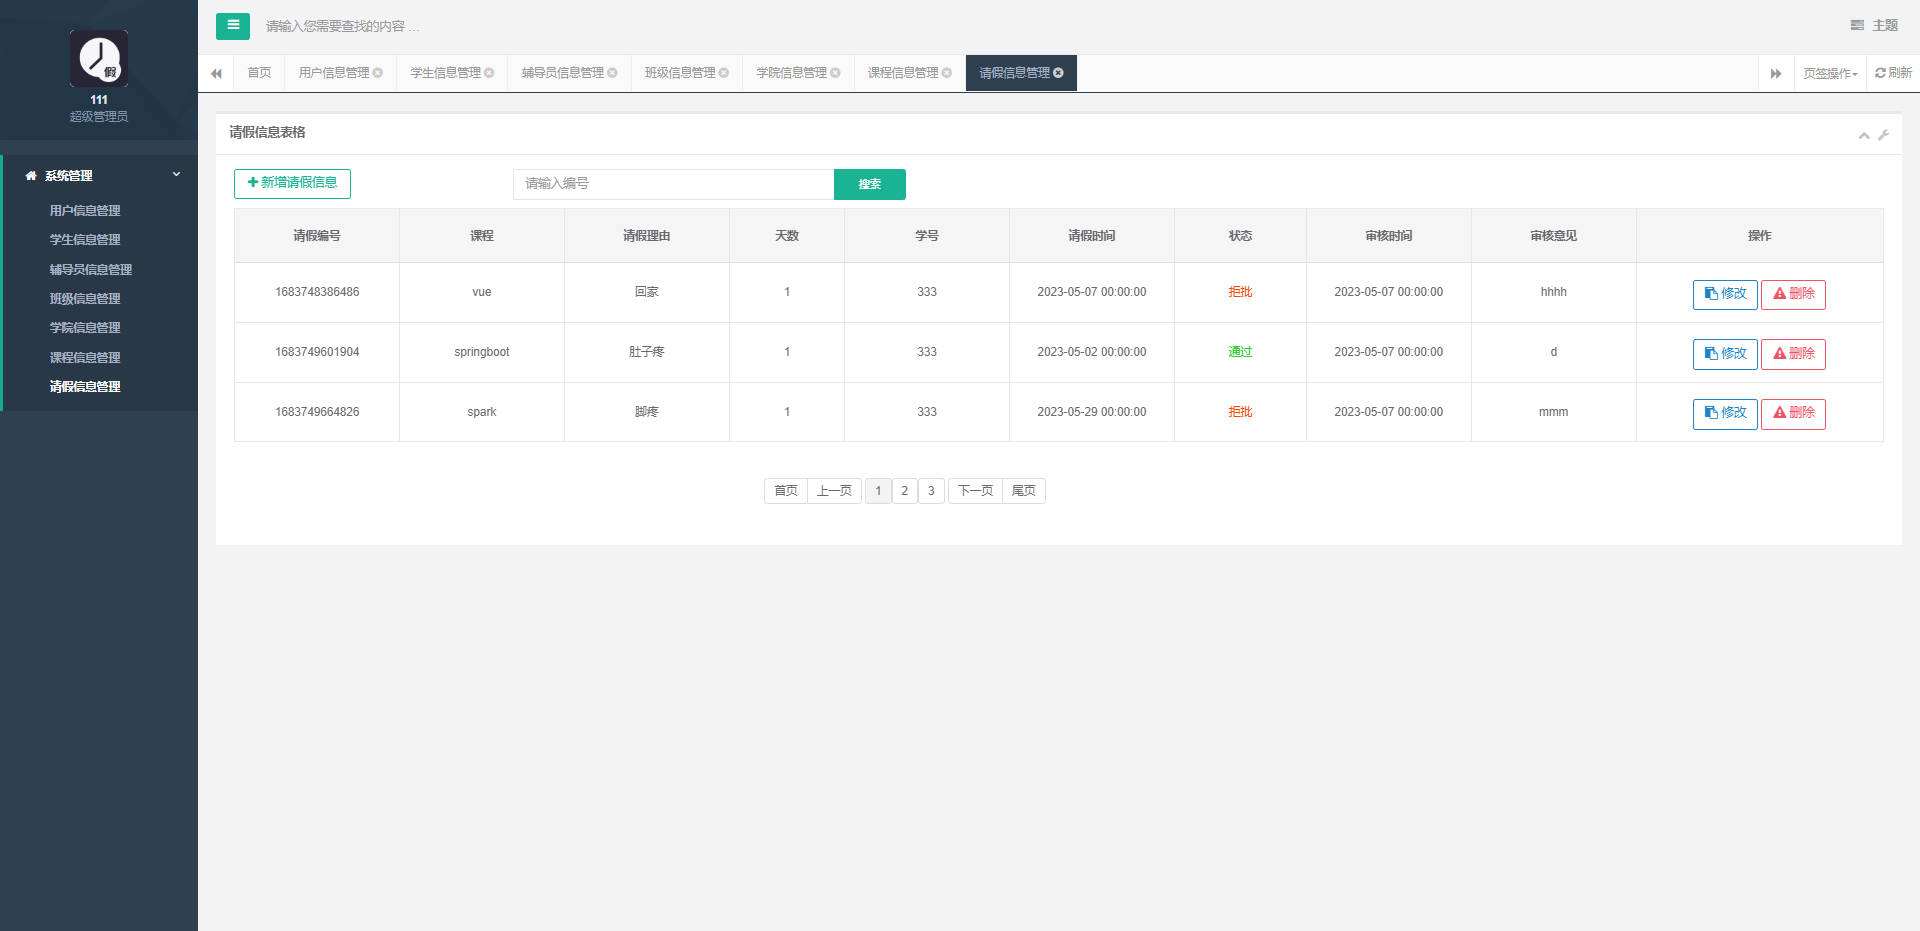 假
111
超级管理员
系统管理
用户信息管理
学生信息管理
辅导员信息管理
班级信息管理
学院信息管理
课程信息管理
请假信息管理
请输入您需要查找的内容 ...
主题
首页 用户信息管理 学生信息管理 辅导员信息管理 班级信息管理 学院信息管理 课程信息管理 请假信息管理 页签操作 刷新
请假信息表格
新增请假信息 请输入编号 搜索
请假编号 课程 请假理由 天数 学号 请假时间 状态 审核时间 审核意见 操作
1683748386486 vue 回家 1 333 2023-05-07 00:00:00 拒批 2023-05-07 00:00:00 hhhh 修改 删除
1683749601904 springboot 肚子疼 1 333 2023-05-02 00:00:00 通过 2023-05-07 00:00:00 d 修改 删除
1683749664826 spark 脚疼 1 333 2023-05-29 00:00:00 拒批 2023-05-07 00:00:00 mmm 修改 删除
首页 上一页 1 2 3 下一页 尾页